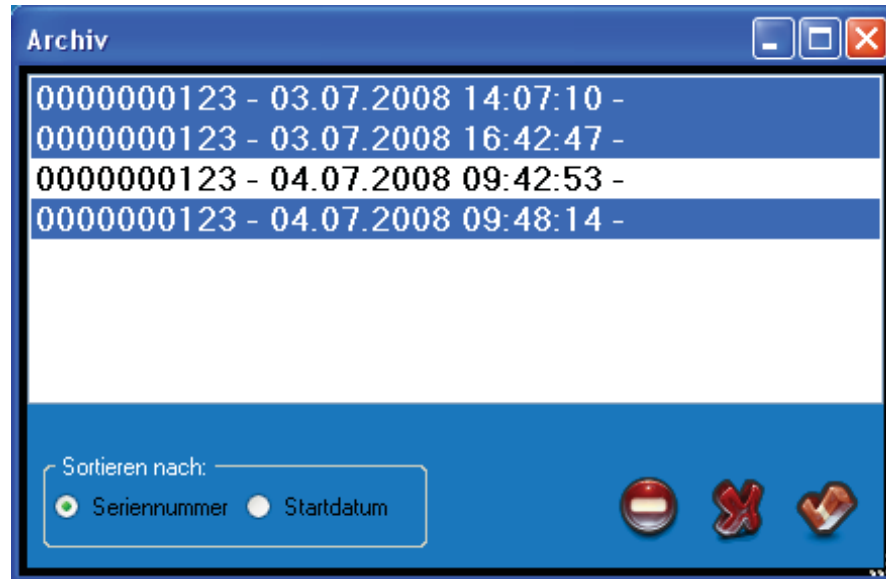 Archiv
0000000123 - 03.07.2008 14:07:10 -
0000000123 - 03.07.2008 16:42:47 -
0000000123 - 04.07.2008 09:42:53 -
0000000123 - 04.07.2008 09:48:14 -
Sortieren nach:
Seriennummer Startdatum